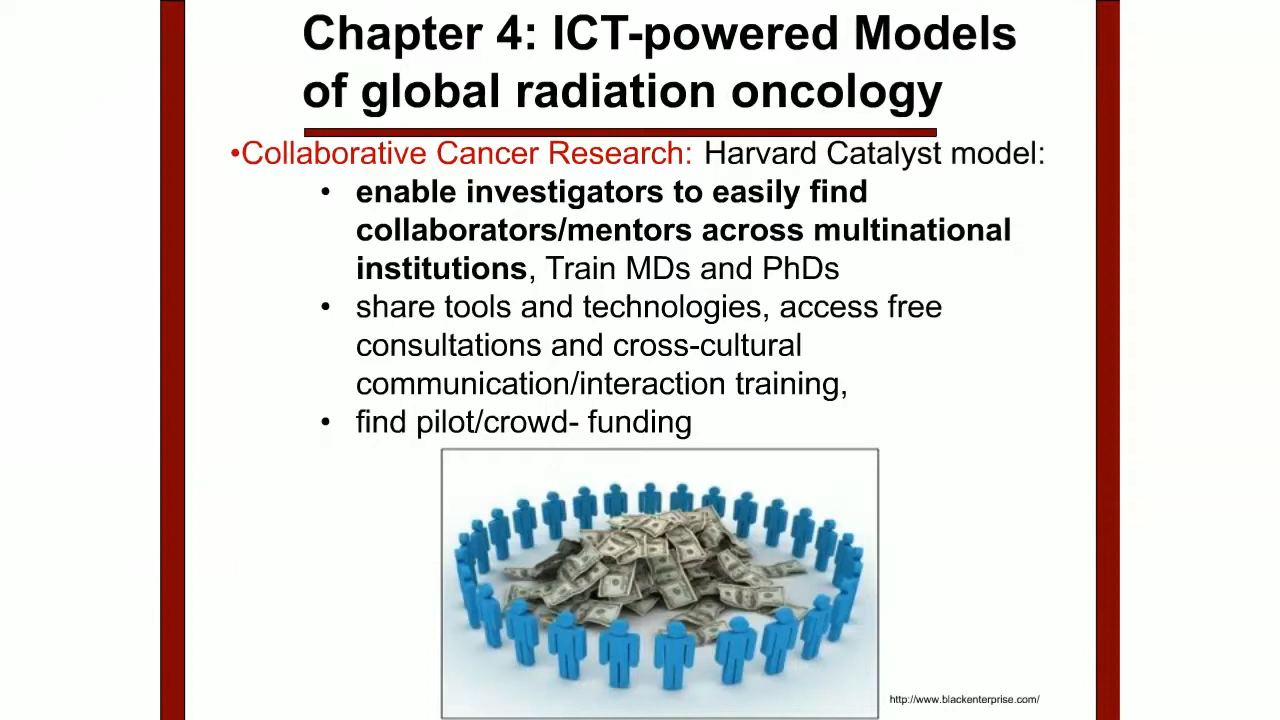 Chapter 4: ICT-powered Models
of global radiation oncology
•Collaborative Cancer Research: Harvard Catalyst model:
• enable investigators to easily find
collaborators/mentors across multinational
institutions, Train MDs and PhDs
• share tools and technologies, access free
consultations and cross-cultural
communication/interaction training,
• find pilot/crowd- funding
http://www.blackenterprise.com/